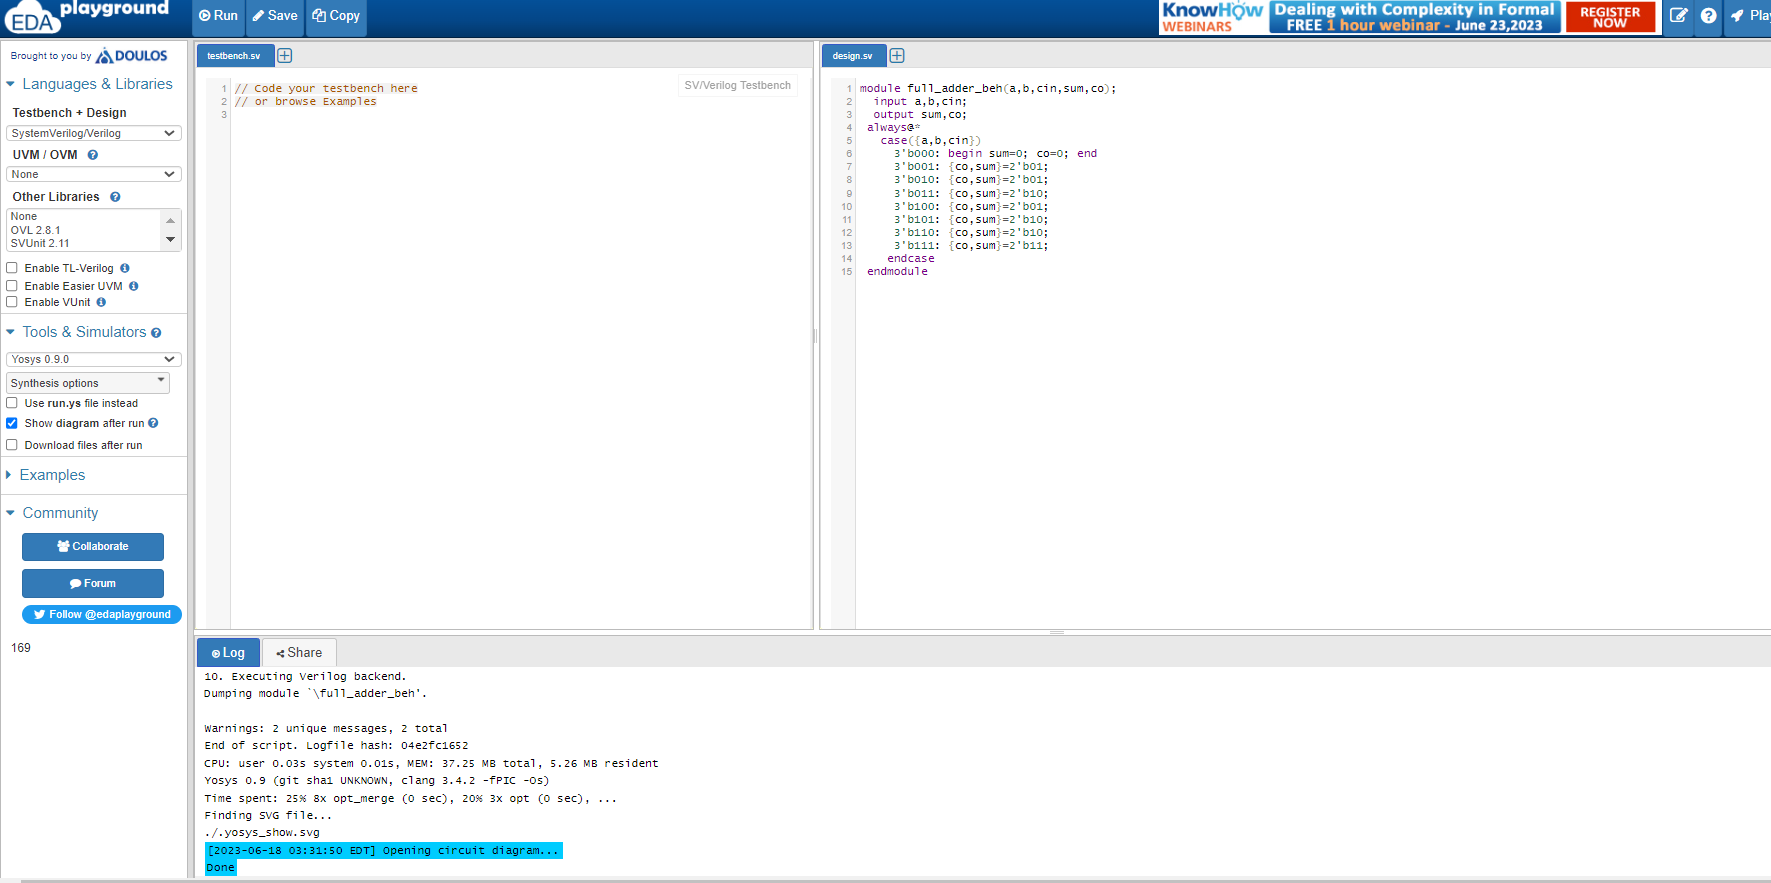 EDA playground
Run
Save
Copy
KnowHow WEBINARS
Dealing with Complexity in Formal
FREE 1 hour webinar - June 23,2023
REGISTER NOW
Brought to you by DOULOS
Languages & Libraries
Testbench + Design
SystemVerilog/Verilog
UVM / OVM
None
Other Libraries
None
OVL 2.8.1
SVUnit 2.11
Enable TL-Verilog
Enable Easier UVM
Enable VUnit
Tools & Simulators
Yosys 0.9.0
Synthesis options
Use run.ys file instead
Show diagram after run
Download files after run
Examples
Community
Collaborate
Forum
Follow @edaplayground
169
testbench.sv
SV/Verilog Testbench
1 // Code your testbench here
2 // or browse Examples
3
design.sv
1 module full_adder_beh(a,b,cin,sum,co);
2 input a,b,cin;
3 output sum,co;
4 always@*
5 case({a,b,cin})
6 3'b000: begin sum=0; co=0; end
7 3'b001: {co,sum}=2'b01;
8 3'b010: {co,sum}=2'b01;
9 3'b011: {co,sum}=2'b10;
10 3'b100: {co,sum}=2'b01;
11 3'b101: {co,sum}=2'b10;
12 3'b110: {co,sum}=2'b10;
13 3'b111: {co,sum}=2'b11;
14 endcase
15 endmodule
Log
Share
10. Executing Verilog backend.
Dumping module `\full_adder_beh'.
Warnings: 2 unique messages, 2 total
End of script. Logfile hash: 04e2fc1652
CPU: user 0.03s system 0.01s, MEM: 37.25 MB total, 5.26 MB resident
Yosys 0.9 (git sha1 UNKNOWN, clang 3.4.2 -fPIC -Os)
Time spent: 25% 8x opt_merge (0 sec), 20% 3x opt (0 sec), ...
Finding SVG file...
./.yosys_show.svg
[2023-06-18 03:31:50 EDT] Opening circuit diagram...
Done